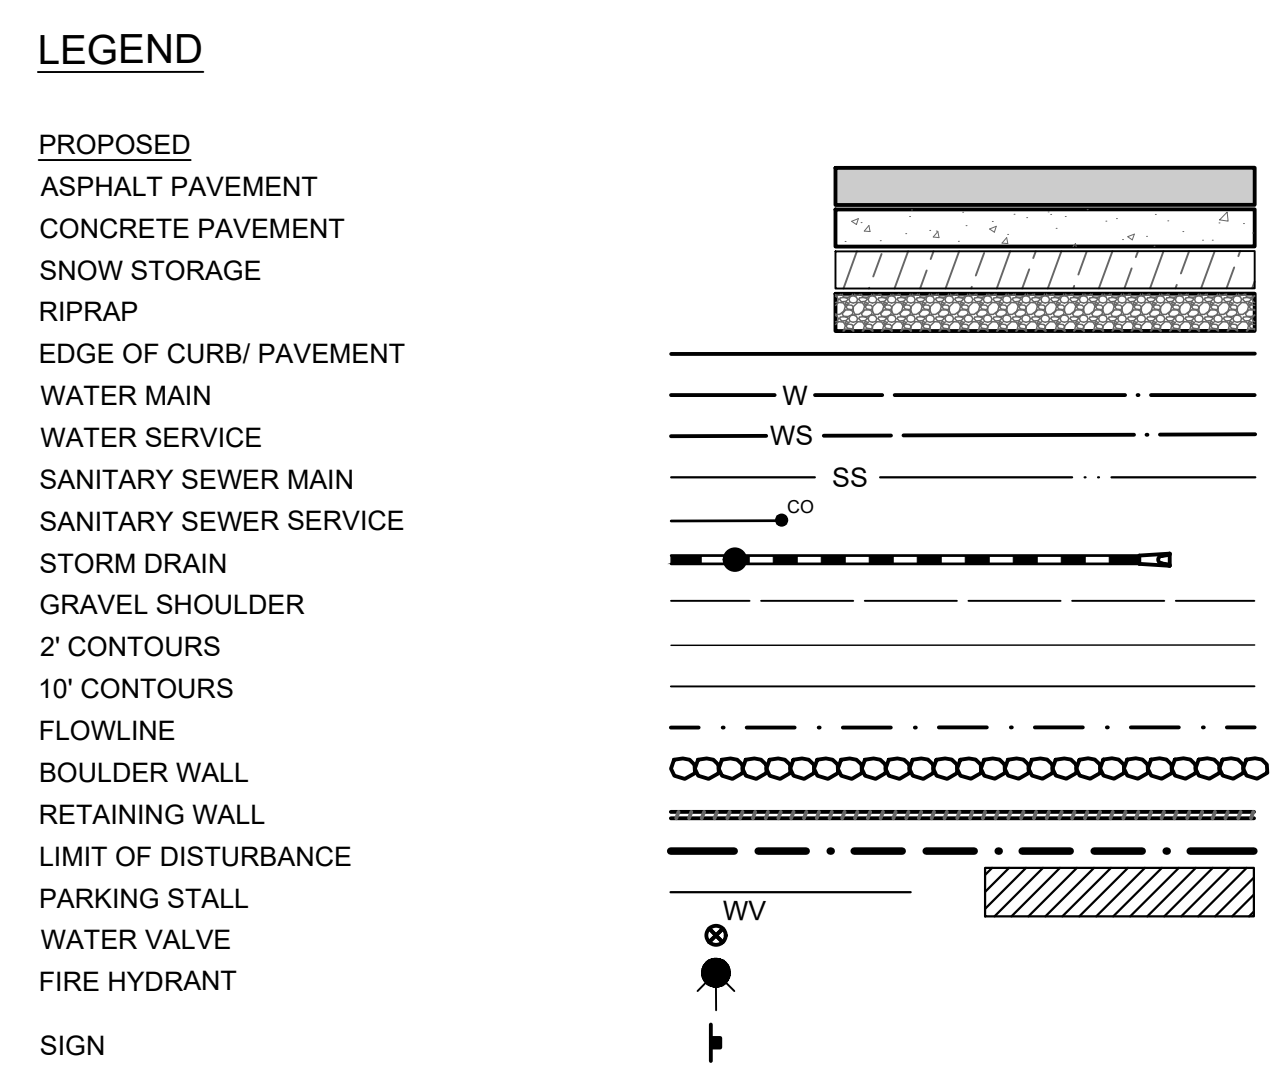 LEGEND
PROPOSED
ASPHALT PAVEMENT
CONCRETE PAVEMENT
SNOW STORAGE
RIPRAP
EDGE OF CURB/ PAVEMENT
WATER MAIN W
WATER SERVICE WS
SANITARY SEWER MAIN SS
SANITARY SEWER SERVICE CO
STORM DRAIN
GRAVEL SHOULDER
2' CONTOURS
10' CONTOURS
FLOWLINE
BOULDER WALL
RETAINING WALL
LIMIT OF DISTURBANCE
PARKING STALL
WV
WATER VALVE
FIRE HYDRANT
SIGN